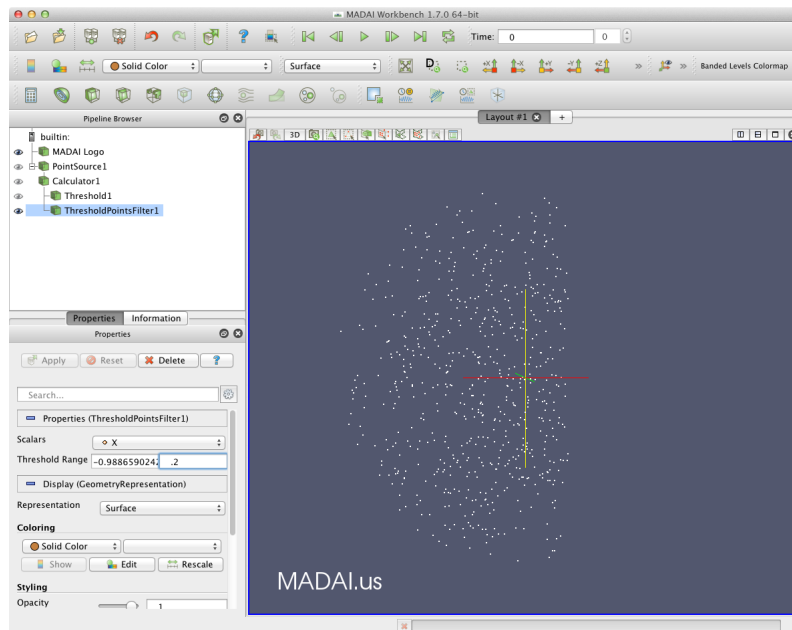 MADAI Workbench 1.7.0 64-bit
Time: 0 0
Solid Color Surface +X -X +Y -Y +Z » » Banded Levels Colormap
Pipeline Browser
Layout #1 +
3D
builtin:
MADAI Logo
PointSource1
Calculator1
Threshold1
ThresholdPointsFilter1
Properties Information
Properties
Apply Reset Delete ?
Search...
Properties (ThresholdPointsFilter1)
Scalars X
Threshold Range .2
Display (GeometryRepresentation)
Representation Surface
Coloring
Solid Color
Show Edit Rescale
Styling
Opacity 1
MADAI.us